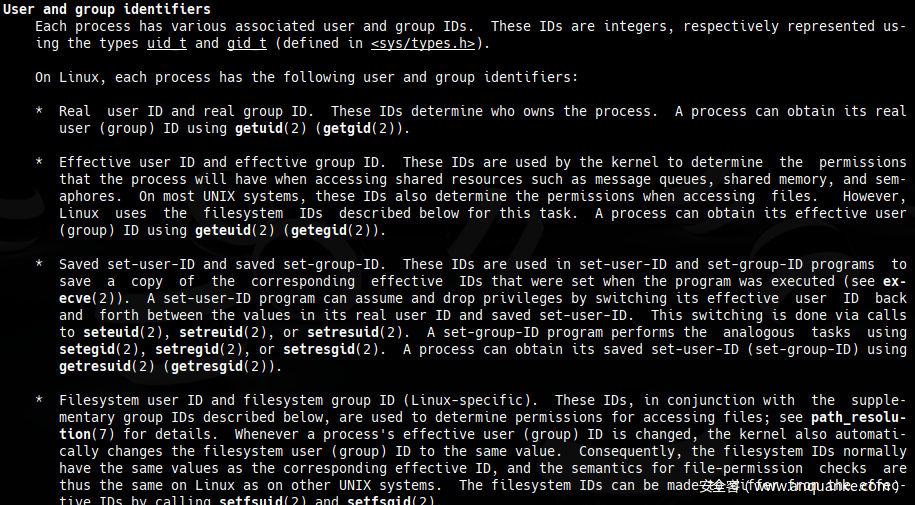 User and group identifiers
Each process has various associated user and group IDs. These IDs are integers, respectively represented us-
ing the types uid_t and gid_t (defined in <sys/types.h>).
On Linux, each process has the following user and group identifiers:
* Real user ID and real group ID. These IDs determine who owns the process. A process can obtain its real
user (group) ID using getuid(2) (getgid(2)).
* Effective user ID and effective group ID. These IDs are used by the kernel to determine the permissions
that the process will have when accessing shared resources such as message queues, shared memory, and sem-
aphores. On most UNIX systems, these IDs also determine the permissions when accessing files. However,
Linux uses the filesystem IDs described below for this task. A process can obtain its effective user
(group) ID using geteuid(2) (getegid(2)).
* Saved set-user-ID and saved set-group-ID. These IDs are used in set-user-ID and set-group-ID programs to
save a copy of the corresponding effective IDs that were set when the program was executed (see ex-
ecve(2)). A set-user-ID program can assume and drop privileges by switching its effective user ID back
and forth between the values in its real user ID and saved set-user-ID. This switching is done via calls
to seteuid(2), setreuid(2), or setresuid(2). A set-group-ID program performs the analogous tasks using
setegid(2), setregid(2), or setresgid(2). A process can obtain its saved set-user-ID (set-group-ID) using
getresuid(2) (getresgid(2)).
* Filesystem user ID and filesystem group ID (Linux-specific). These IDs, in conjunction with the supple-
mentary group IDs described below, are used to determine permissions for accessing files; see path_resolu-
tion(7) for details. Whenever a process's effective user (group) ID is changed, the kernel also automati-
cally changes the filesystem user (group) ID to the same value. Consequently, the filesystem IDs normally
have the same values as the corresponding effective ID, and the semantics for file-permission checks are
thus the same on Linux as on other UNIX systems. The filesystem IDs can be made to differ from the effec-
tive IDs by calling setfsuid(2) and setfsgid(2).
安全客 ( www.anquanke.com )